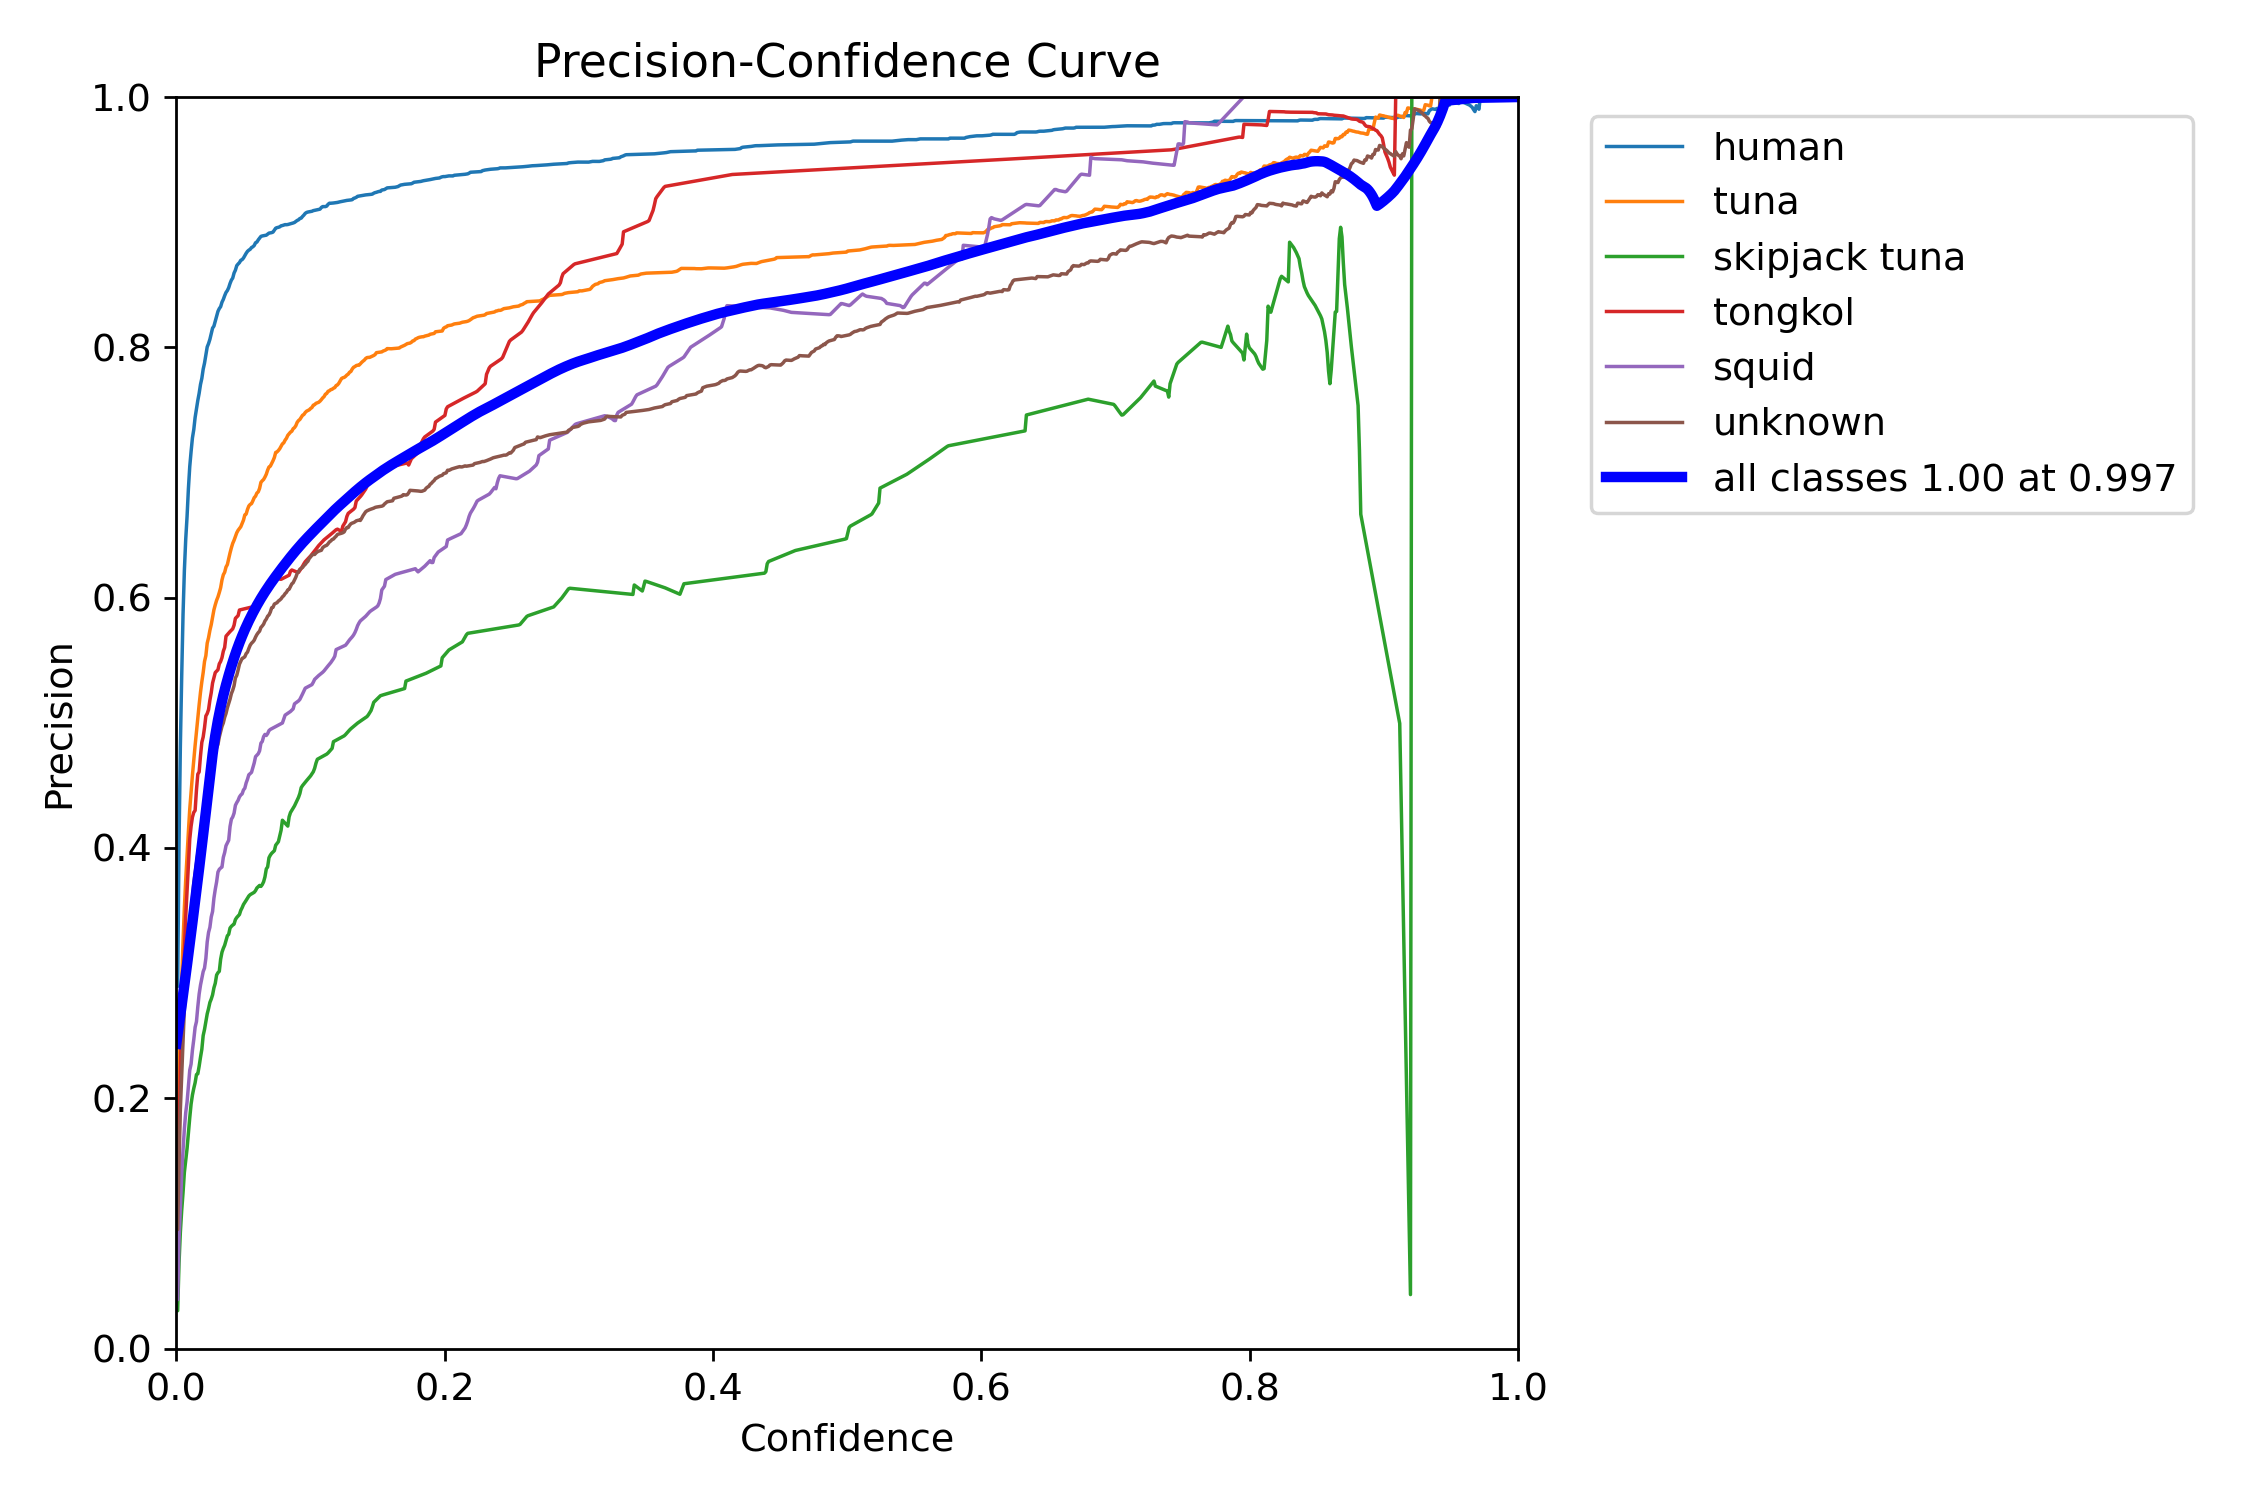 Precision-Confidence Curve
1.0
0.8
0.6
0.4
0.2
0.0
Precision
0.0 0.2 0.4 0.6 0.8 1.0
Confidence
human
tuna
skipjack tuna
tongkol
squid
unknown
all classes 1.00 at 0.997